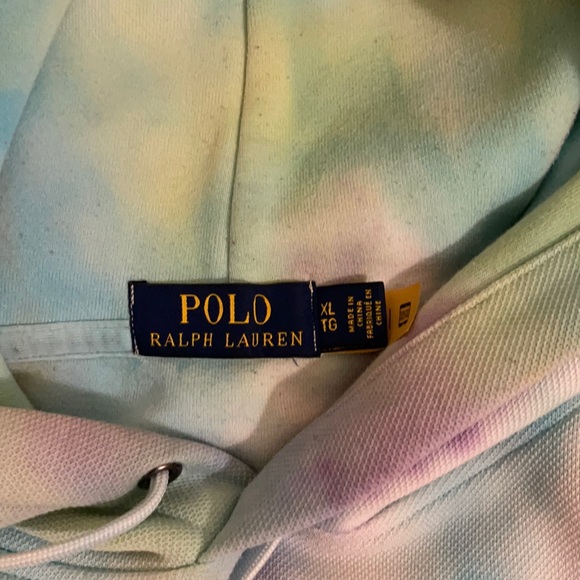 POLO
RALPH LAUREN
XL
TG
MADE IN
CHINA
FABRIQUÉ EN
CHINE